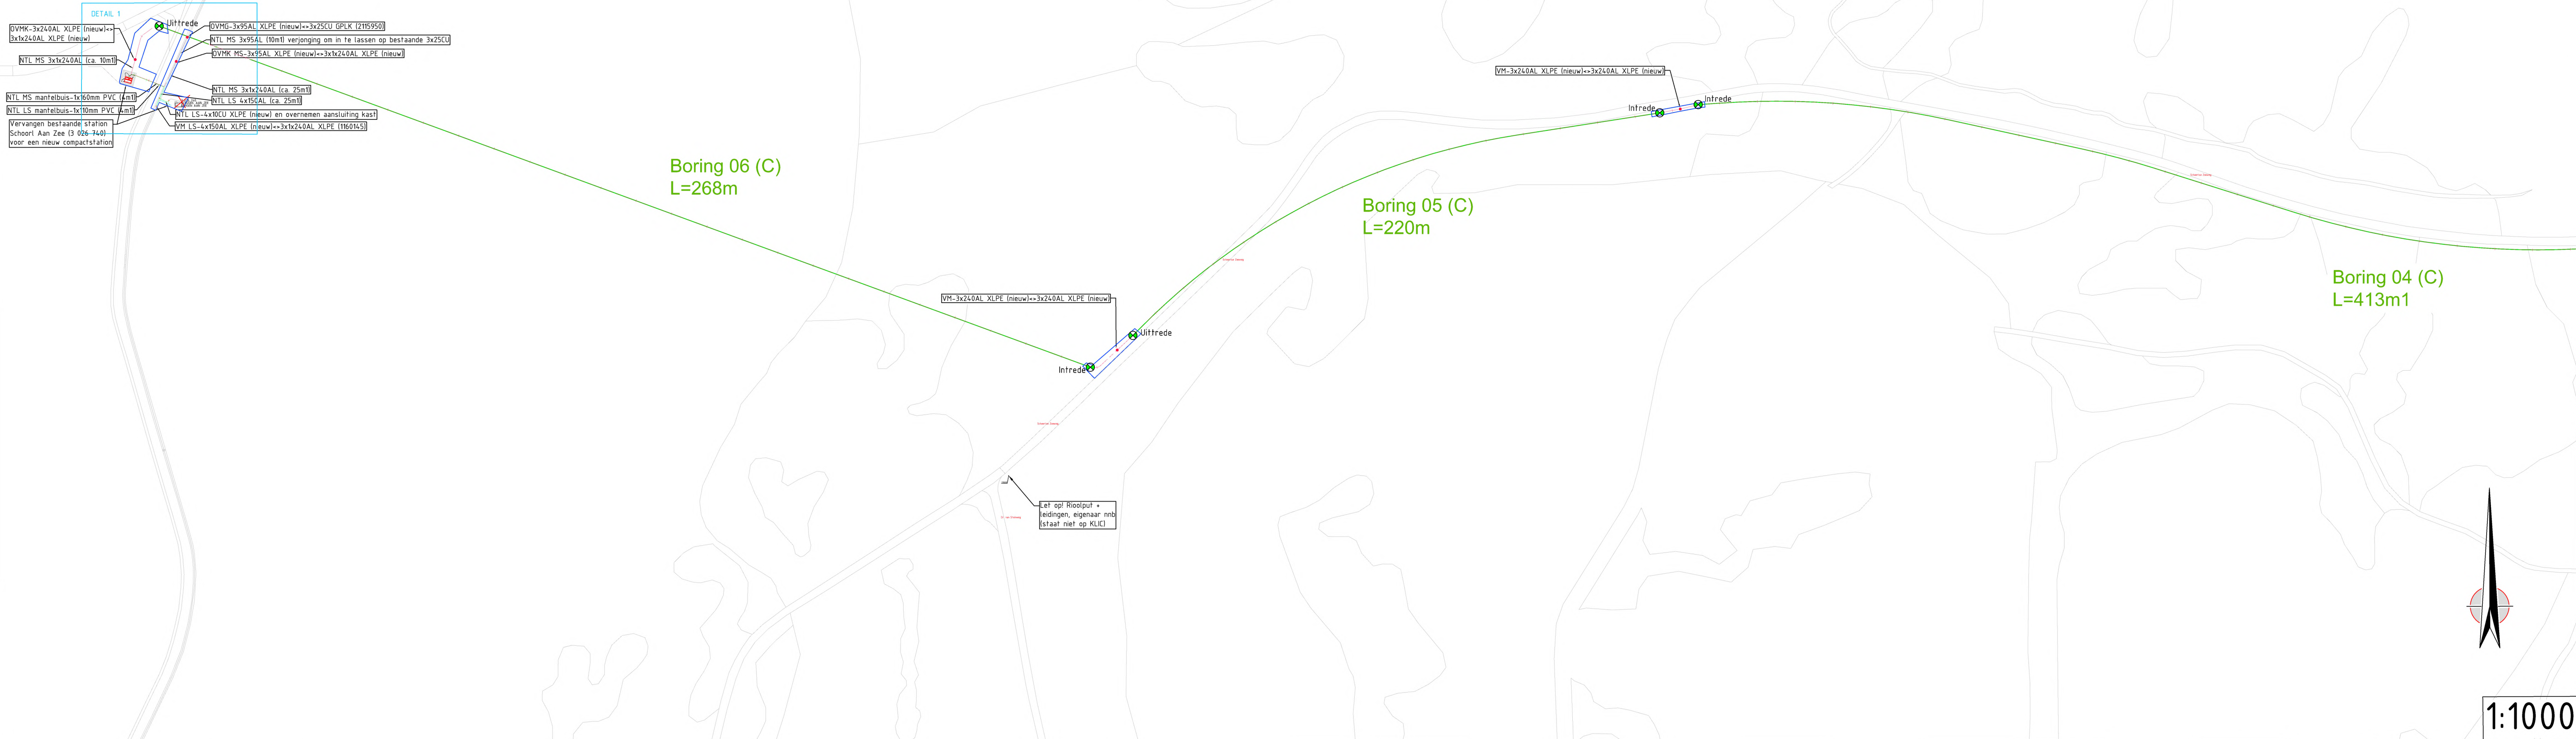 DETAIL 1
Uittrede
OVMK-3x240AL XLPE (nieuw)<>
3x1x240AL XLPE (nieuw)
NTL MS 3x1x240AL (ca. 10m1)
NTL MS mantelbuis-1x160mm PVC (4m1)
NTL LS mantelbuis-1x110mm PVC (4m1)
Vervangen bestaande station
Schoorl Aan Zee (3 026 740)
voor een nieuw compactstation
OVMG-3x95AL XLPE (nieuw)<>3x25CU GPLK (2115950)
NTL MS 3x95AL (10m1) verjonging om in te lassen op bestaande 3x25CU
OVMK MS-3x95AL XLPE (nieuw)<>3x1x240AL XLPE (nieuw)
NTL MS 3x1x240AL (ca. 25m1)
NTL LS 4x150AL (ca. 25m1)
NTL LS-4x10CU XLPE (nieuw) en overnemen aansluiting kast
VM LS-4x150AL XLPE (nieuw)<>3x1x240AL XLPE (1160145)
Boring 06 (C)
L=268m
VM-3x240AL XLPE (nieuw)<>3x240AL XLPE (nieuw)
Uittrede
Intrede
Let op! Rioolput +
leidingen, eigenaar nnb
(staat niet op KLIC)
Boring 05 (C)
L=220m
VM-3x240AL XLPE (nieuw)<>3x240AL XLPE (nieuw)
Intrede
Intrede
Boring 04 (C)
L=413m1
1:1000